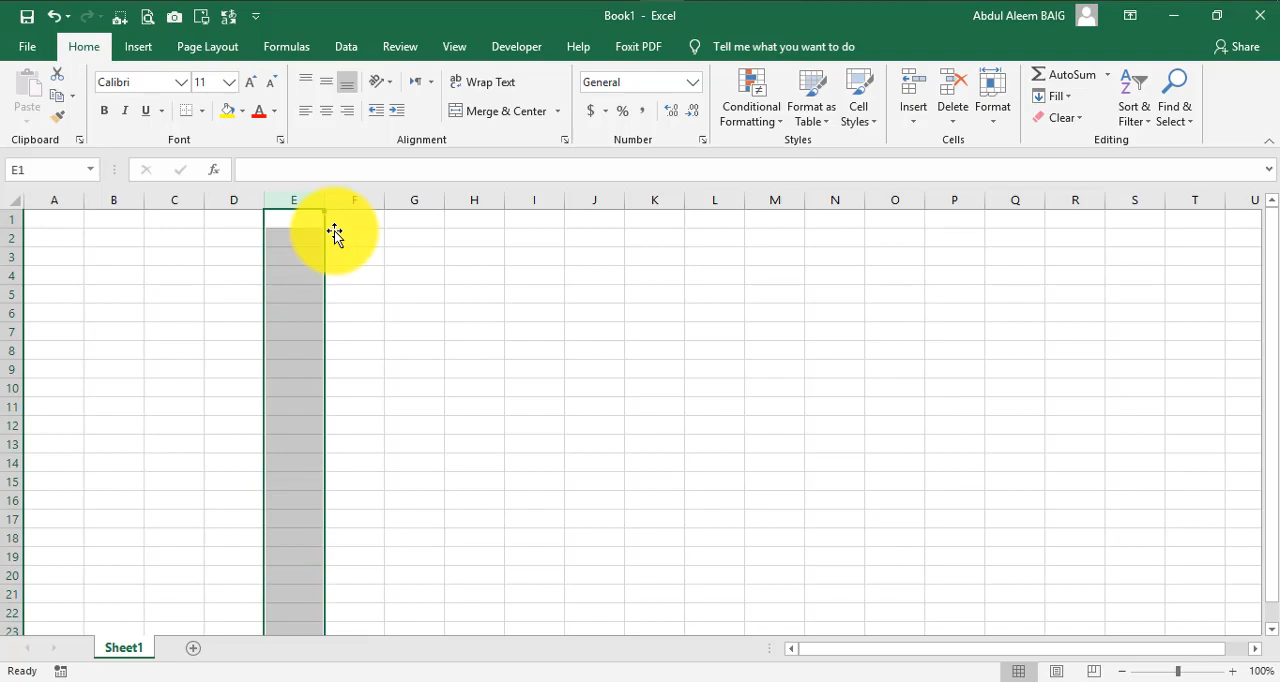 Book1 - Excel
Abdul Aleem BAIG
File Home Insert Page Layout Formulas Data Review View Developer Help Foxit PDF Tell me what you want to do Share
Paste
Clipboard
Calibri 11
B I U
Font
Wrap Text
Merge & Center
Alignment
General
$ % ,
Number
Conditional Formatting
Format as Table
Cell Styles
Styles
Insert Delete Format
Cells
AutoSum
Fill
Clear
Sort & Filter
Find & Select
Editing
E1
fx
A B C D E F G H I J K L M N O P Q R S T U
1
2
3
4
5
6
7
8
9
10
11
12
13
14
15
16
17
18
19
20
21
22
23
Sheet1
Ready
100%